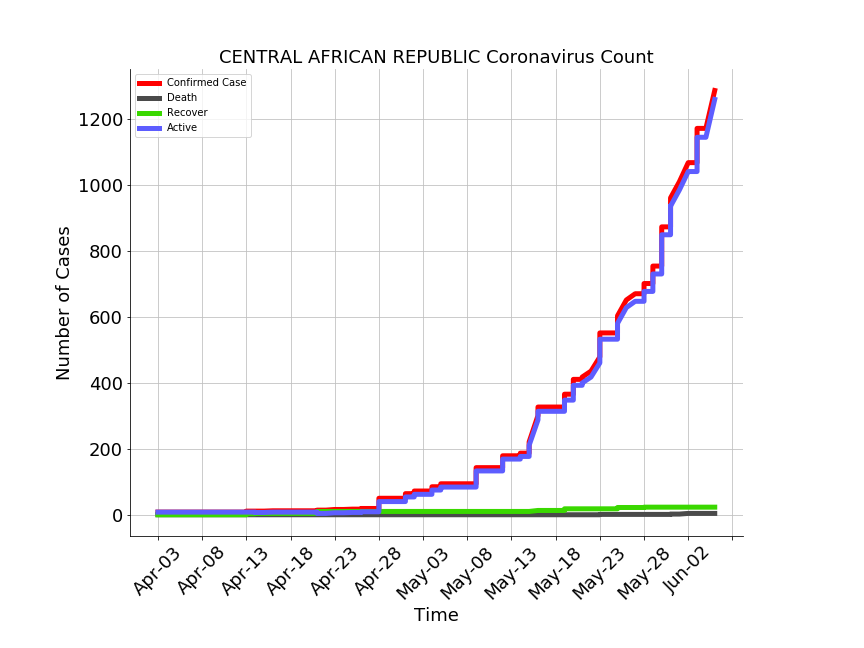 CENTRAL AFRICAN REPUBLIC Coronavirus Count
Confirmed Case
Death
Recover
Active
1200
1000
800
600
400
200
0
Number of Cases
Apr-03
Apr-08
Apr-13
Apr-18
Apr-23
Apr-28
May-03
May-08
May-13
May-18
May-23
May-28
Jun-02
Time